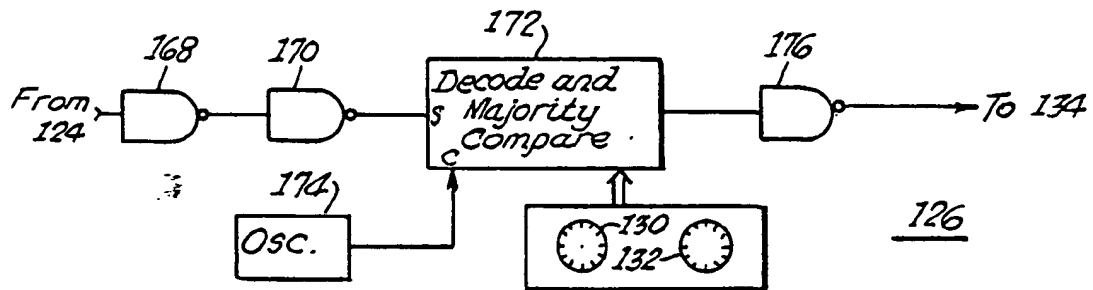 172
168
170
176
From
124
Decode and
S Majority
Compare
C
To 134
174
Osc.
130
132
126